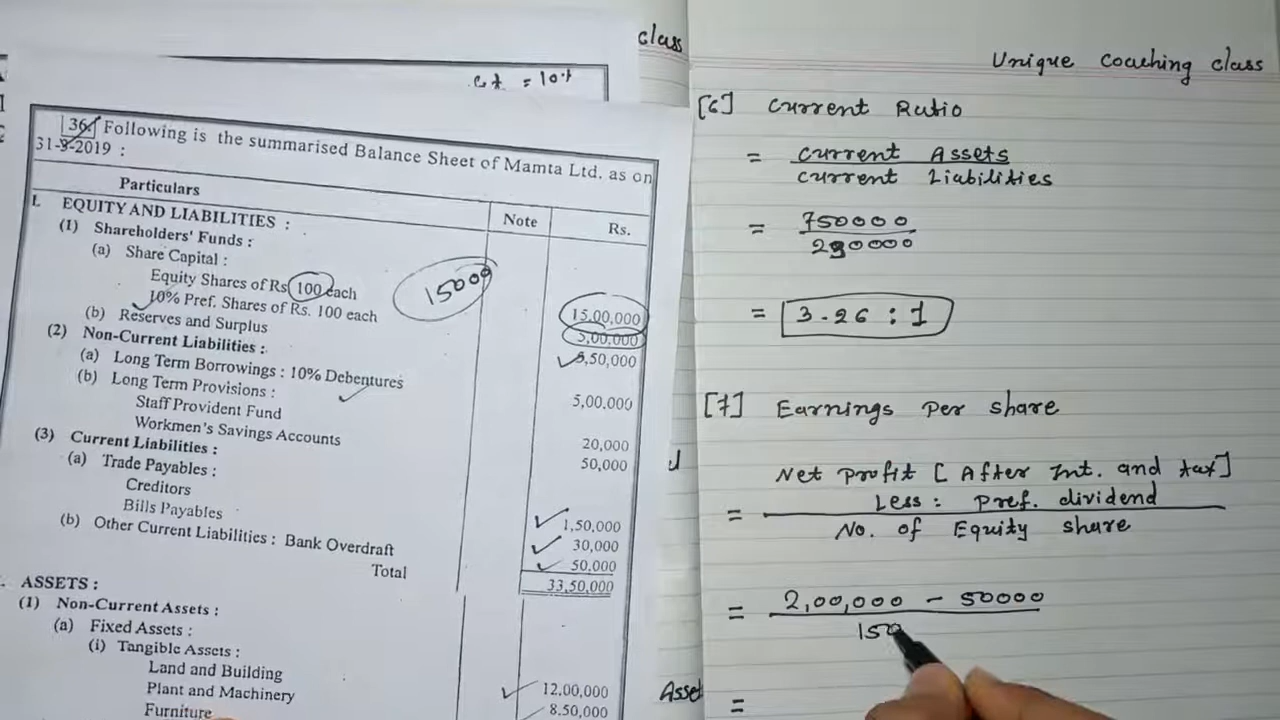 class
= 10%
36. Following is the summarised Balance Sheet of Mamta Ltd. as on
31-3-2019 :
Particulars Note Rs.
I. EQUITY AND LIABILITIES :
(1) Shareholders' Funds :
(a) Share Capital :
Equity Shares of Rs 100 each 15000 15,00,000
10% Pref. Shares of Rs. 100 each 5,00,000
(b) Reserves and Surplus 5,50,000
(2) Non-Current Liabilities :
(a) Long Term Borrowings : 10% Debentures 5,00,000
(b) Long Term Provisions :
Staff Provident Fund 20,000
Workmen's Savings Accounts 50,000
(3) Current Liabilities :
(a) Trade Payables :
Creditors 1,50,000
Bills Payables 30,000
(b) Other Current Liabilities : Bank Overdraft 50,000
Total 33,50,000
ASSETS :
(1) Non-Current Assets :
(a) Fixed Assets :
(i) Tangible Assets :
Land and Building 12,00,000
Plant and Machinery 8,50,000
Furniture
Asset
Unique Coaching Class
[6] Current Ratio
= Current Assets
Current Liabilities
= 750000
230000
= 3.26 : 1
[7] Earnings Per Share
Net Profit [After Int. and tax]
= Less: Pref. dividend
No. of Equity share
= 2,00,000 - 50000
150
=